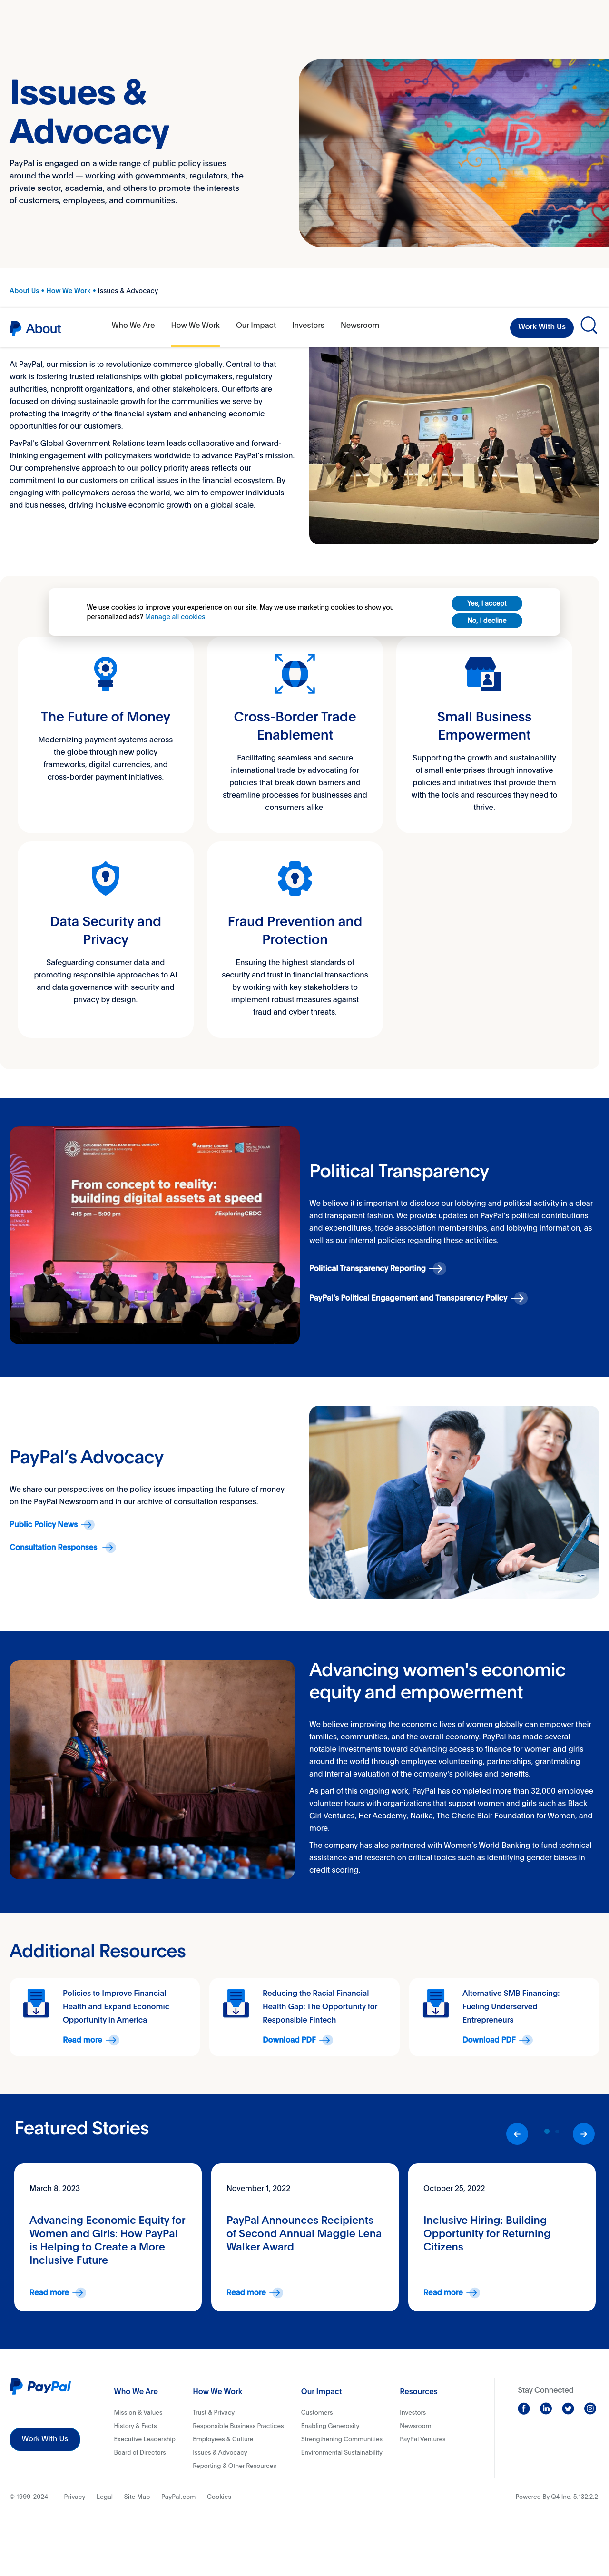 Issues &
Advocacy
PayPal is engaged on a wide range of public policy issues
around the world — working with governments, regulators, the
private sector, academia, and others to promote the interests
of customers, employees, and communities.
About Us • How We Work • Issues & Advocacy
About
Who We Are
How We Work
Our Impact
Investors
Newsroom
Work With Us
At PayPal, our mission is to revolutionize commerce globally. Central to that
work is fostering trusted relationships with global policymakers, regulatory
authorities, nonprofit organizations, and other stakeholders. Our efforts are
focused on driving sustainable growth for the communities we serve by
protecting the integrity of the financial system and enhancing economic
opportunities for our customers.
PayPal's Global Government Relations team leads collaborative and forward-
thinking engagement with policymakers worldwide to advance PayPal's mission.
Our comprehensive approach to our policy priority areas reflects our
commitment to our customers on critical issues in the financial ecosystem. By
engaging with policymakers across the world, we aim to empower individuals
and businesses, driving inclusive economic growth on a global scale.
We use cookies to improve your experience on our site. May we use marketing cookies to show you
personalized ads? Manage all cookies
Yes, I accept
No, I decline
The Future of Money
Modernizing payment systems across
the globe through new policy
frameworks, digital currencies, and
cross-border payment initiatives.
Cross-Border Trade
Enablement
Facilitating seamless and secure
international trade by advocating for
policies that break down barriers and
streamline processes for businesses and
consumers alike.
Small Business
Empowerment
Supporting the growth and sustainability
of small enterprises through innovative
policies and initiatives that provide them
with the tools and resources they need to
thrive.
Data Security and
Privacy
Safeguarding consumer data and
promoting responsible approaches to AI
and data governance with security and
privacy by design.
Fraud Prevention and
Protection
Ensuring the highest standards of
security and trust in financial transactions
by working with key stakeholders to
implement robust measures against
fraud and cyber threats.
EXPLORING CENTRAL BANK DIGITAL CURRENCY
Atlantic Council
THE DIGITAL DOLLAR PROJECT
From concept to reality:
building digital assets at speed
4:15 pm – 5:00 pm
#ExploringCBDC
Political Transparency
We believe it is important to disclose our lobbying and political activity in a clear
and transparent fashion. We provide updates on PayPal's political contributions
and expenditures, trade association memberships, and lobbying information, as
well as our internal policies regarding these activities.
Political Transparency Reporting
PayPal's Political Engagement and Transparency Policy
PayPal's Advocacy
We share our perspectives on the policy issues impacting the future of money
on the PayPal Newsroom and in our archive of consultation responses.
Public Policy News
Consultation Responses
Advancing women's economic
equity and empowerment
We believe improving the economic lives of women globally can empower their
families, communities, and the overall economy. PayPal has made several
notable investments toward advancing access to finance for women and girls
around the world through employee volunteering, partnerships, grantmaking
and internal evaluation of the company's policies and benefits.
As part of this ongoing work, PayPal has completed more than 32,000 employee
volunteer hours with organizations that support women and girls such as Black
Girl Ventures, Her Academy, Narika, The Cherie Blair Foundation for Women, and
more.
The company has also partnered with Women's World Banking to fund technical
assistance and research on critical topics such as identifying gender biases in
credit scoring.
Additional Resources
Policies to Improve Financial
Health and Expand Economic
Opportunity in America
Read more
Reducing the Racial Financial
Health Gap: The Opportunity for
Responsible Fintech
Download PDF
Alternative SMB Financing:
Fueling Underserved
Entrepreneurs
Download PDF
Featured Stories
March 8, 2023
Advancing Economic Equity for
Women and Girls: How PayPal
is Helping to Create a More
Inclusive Future
Read more
November 1, 2022
PayPal Announces Recipients
of Second Annual Maggie Lena
Walker Award
Read more
October 25, 2022
Inclusive Hiring: Building
Opportunity for Returning
Citizens
Read more
PayPal
Work With Us
Who We Are
Mission & Values
History & Facts
Executive Leadership
Board of Directors
How We Work
Trust & Privacy
Responsible Business Practices
Employees & Culture
Issues & Advocacy
Reporting & Other Resources
Our Impact
Customers
Enabling Generosity
Strengthening Communities
Environmental Sustainability
Resources
Investors
Newsroom
PayPal Ventures
Stay Connected
© 1999-2024
Privacy
Legal
Site Map
PayPal.com
Cookies
Powered By Q4 Inc. 5.132.2.2